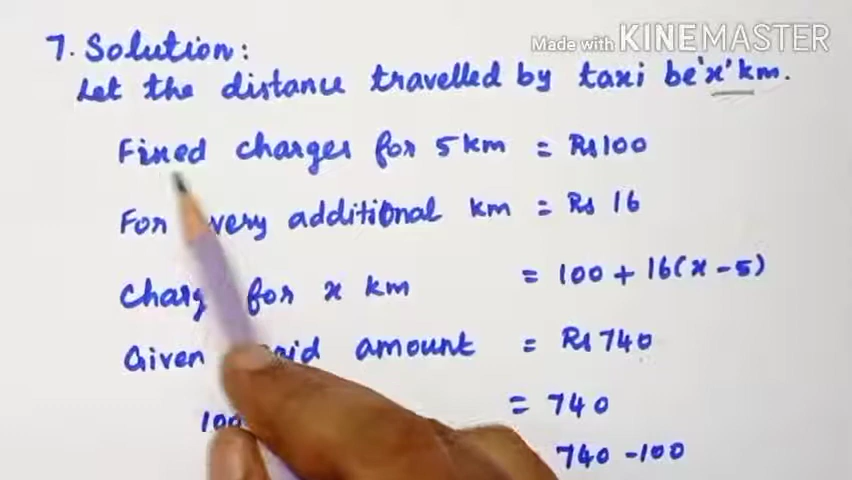 Made with KINEMASTER
7. Solution:
Let the distance travelled by taxi be 'x' km.
Fixed charges for 5 km = Rs 100
For very additional km = Rs 16
Charg for x km = 100 + 16(x - 5)
Given paid amount = Rs 740
100 = 740
740 - 100